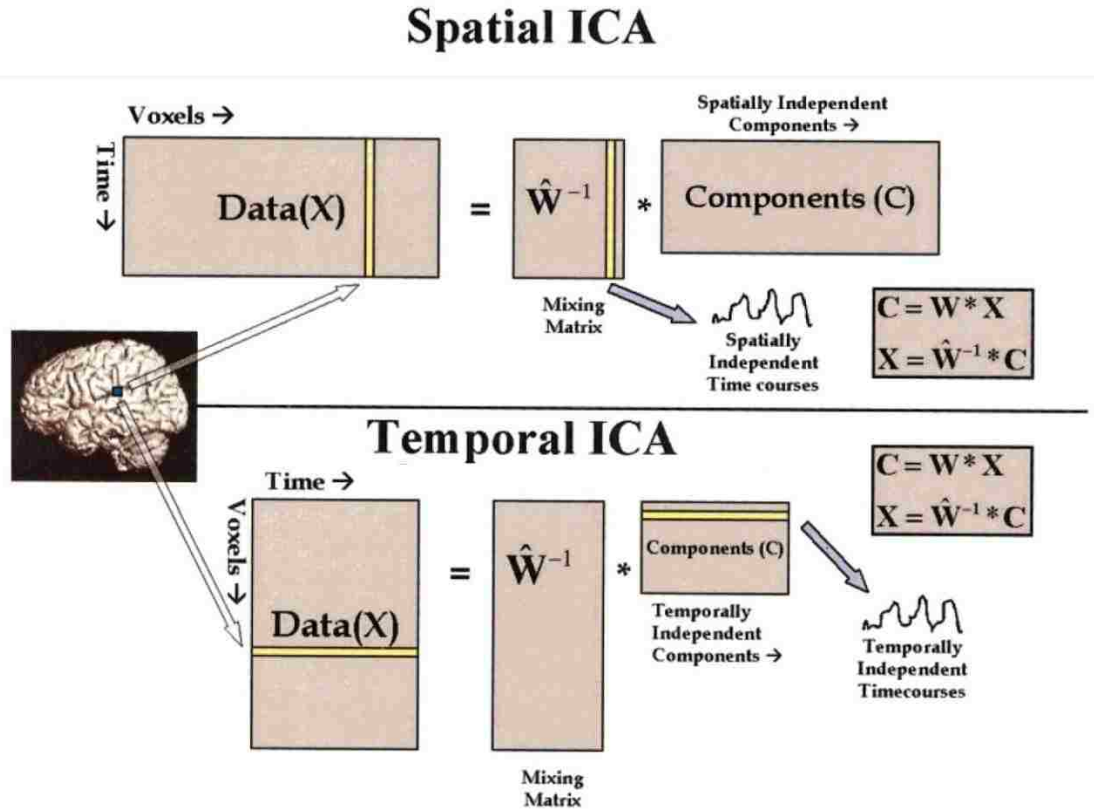 Spatial ICA
Voxels →
Time →
Data(X)
=
Ŵ⁻¹
*
Spatially Independent
Components →
Components (C)
Mixing
Matrix
Spatially
Independent
Time courses
C = W * X
X = Ŵ⁻¹ * C
Temporal ICA
Time →
Voxels →
Data(X)
=
Ŵ⁻¹
*
Components (C)
Temporally
Independent
Components →
Mixing
Matrix
Temporally
Independent
Timecourses
C = W * X
X = Ŵ⁻¹ * C